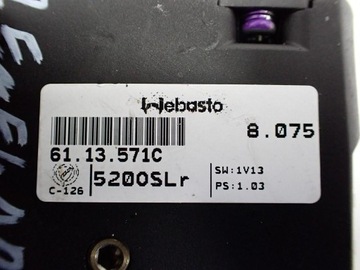 Webasto
8.075
61.13.571C
C-126
5200SLr
SW:1V13
PS:1.03